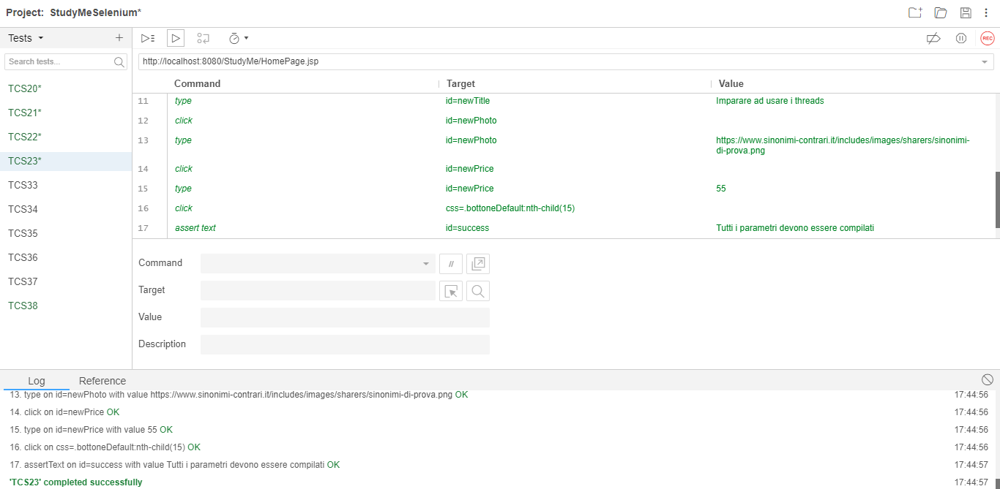 Project: StudyMeSelenium*
Tests
Search tests...
TCS20*
TCS21*
TCS22*
TCS23*
TCS33
TCS34
TCS35
TCS36
TCS37
TCS38
REC
http://localhost:8080/StudyMe/HomePage.jsp
Command Target Value
11 type id=newTitle Imparare ad usare i threads
12 click id=newPhoto
13 type id=newPhoto https://www.sinonimi-contrari.it/includes/images/sharers/sinonimi-
di-prova.png
14 click id=newPrice
15 type id=newPrice 55
16 click css=.bottoneDefault:nth-child(15)
17 assert text id=success Tutti i parametri devono essere compilati
Command //
Target
Value
Description
Log Reference
13. type on id=newPhoto with value https://www.sinonimi-contrari.it/includes/images/sharers/sinonimi-di-prova.png OK 17:44:56
14. click on id=newPrice OK 17:44:56
15. type on id=newPrice with value 55 OK 17:44:56
16. click on css=.bottoneDefault:nth-child(15) OK 17:44:56
17. assertText on id=success with value Tutti i parametri devono essere compilati OK 17:44:57
'TCS23' completed successfully 17:44:57